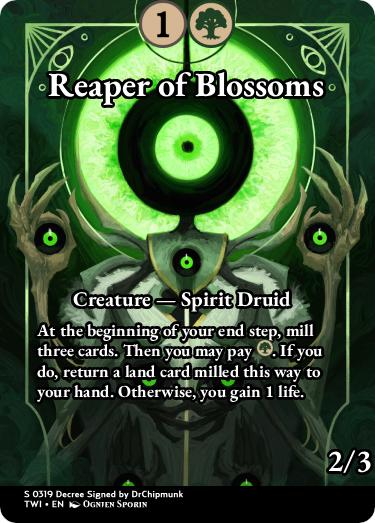 1
Reaper of Blossoms
Creature — Spirit Druid
At the beginning of your end step, mill
three cards. Then you may pay . If you
do, return a land card milled this way to
your hand. Otherwise, you gain 1 life.
2/3
S 0319 Decree Signed by DrChipmunk
TWI • EN Ognjen Sporin